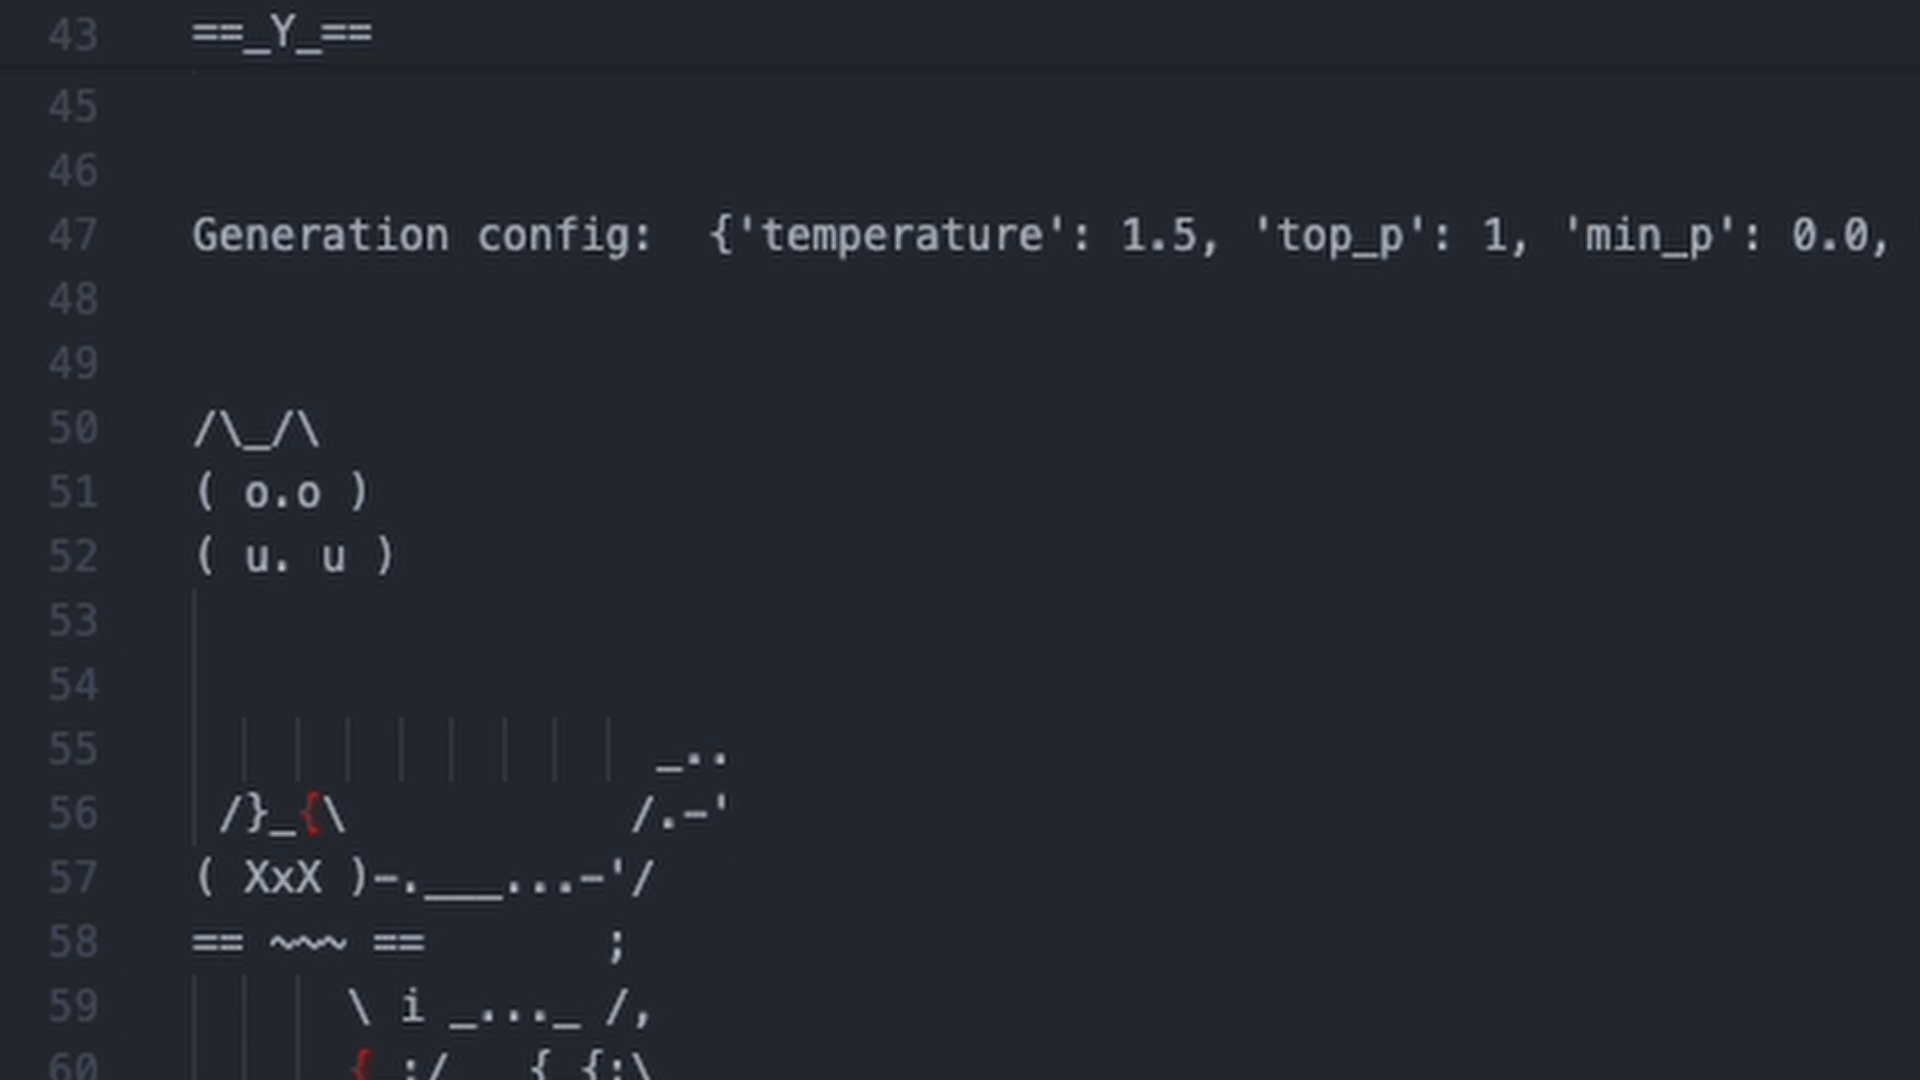 43 ==_Y_==
45
46
47 Generation config:  {'temperature': 1.5, 'top_p': 1, 'min_p': 0.0,
48
49
50 /\_/\
51 ( o.o )
52 ( u. u )
53
54
55                   _..
56  /}_{\           /.-'
57 ( XxX )-.___...-'/
58 == ~~~ ==       ;
59       \ i _..._ /,
60       { :/   { {:\